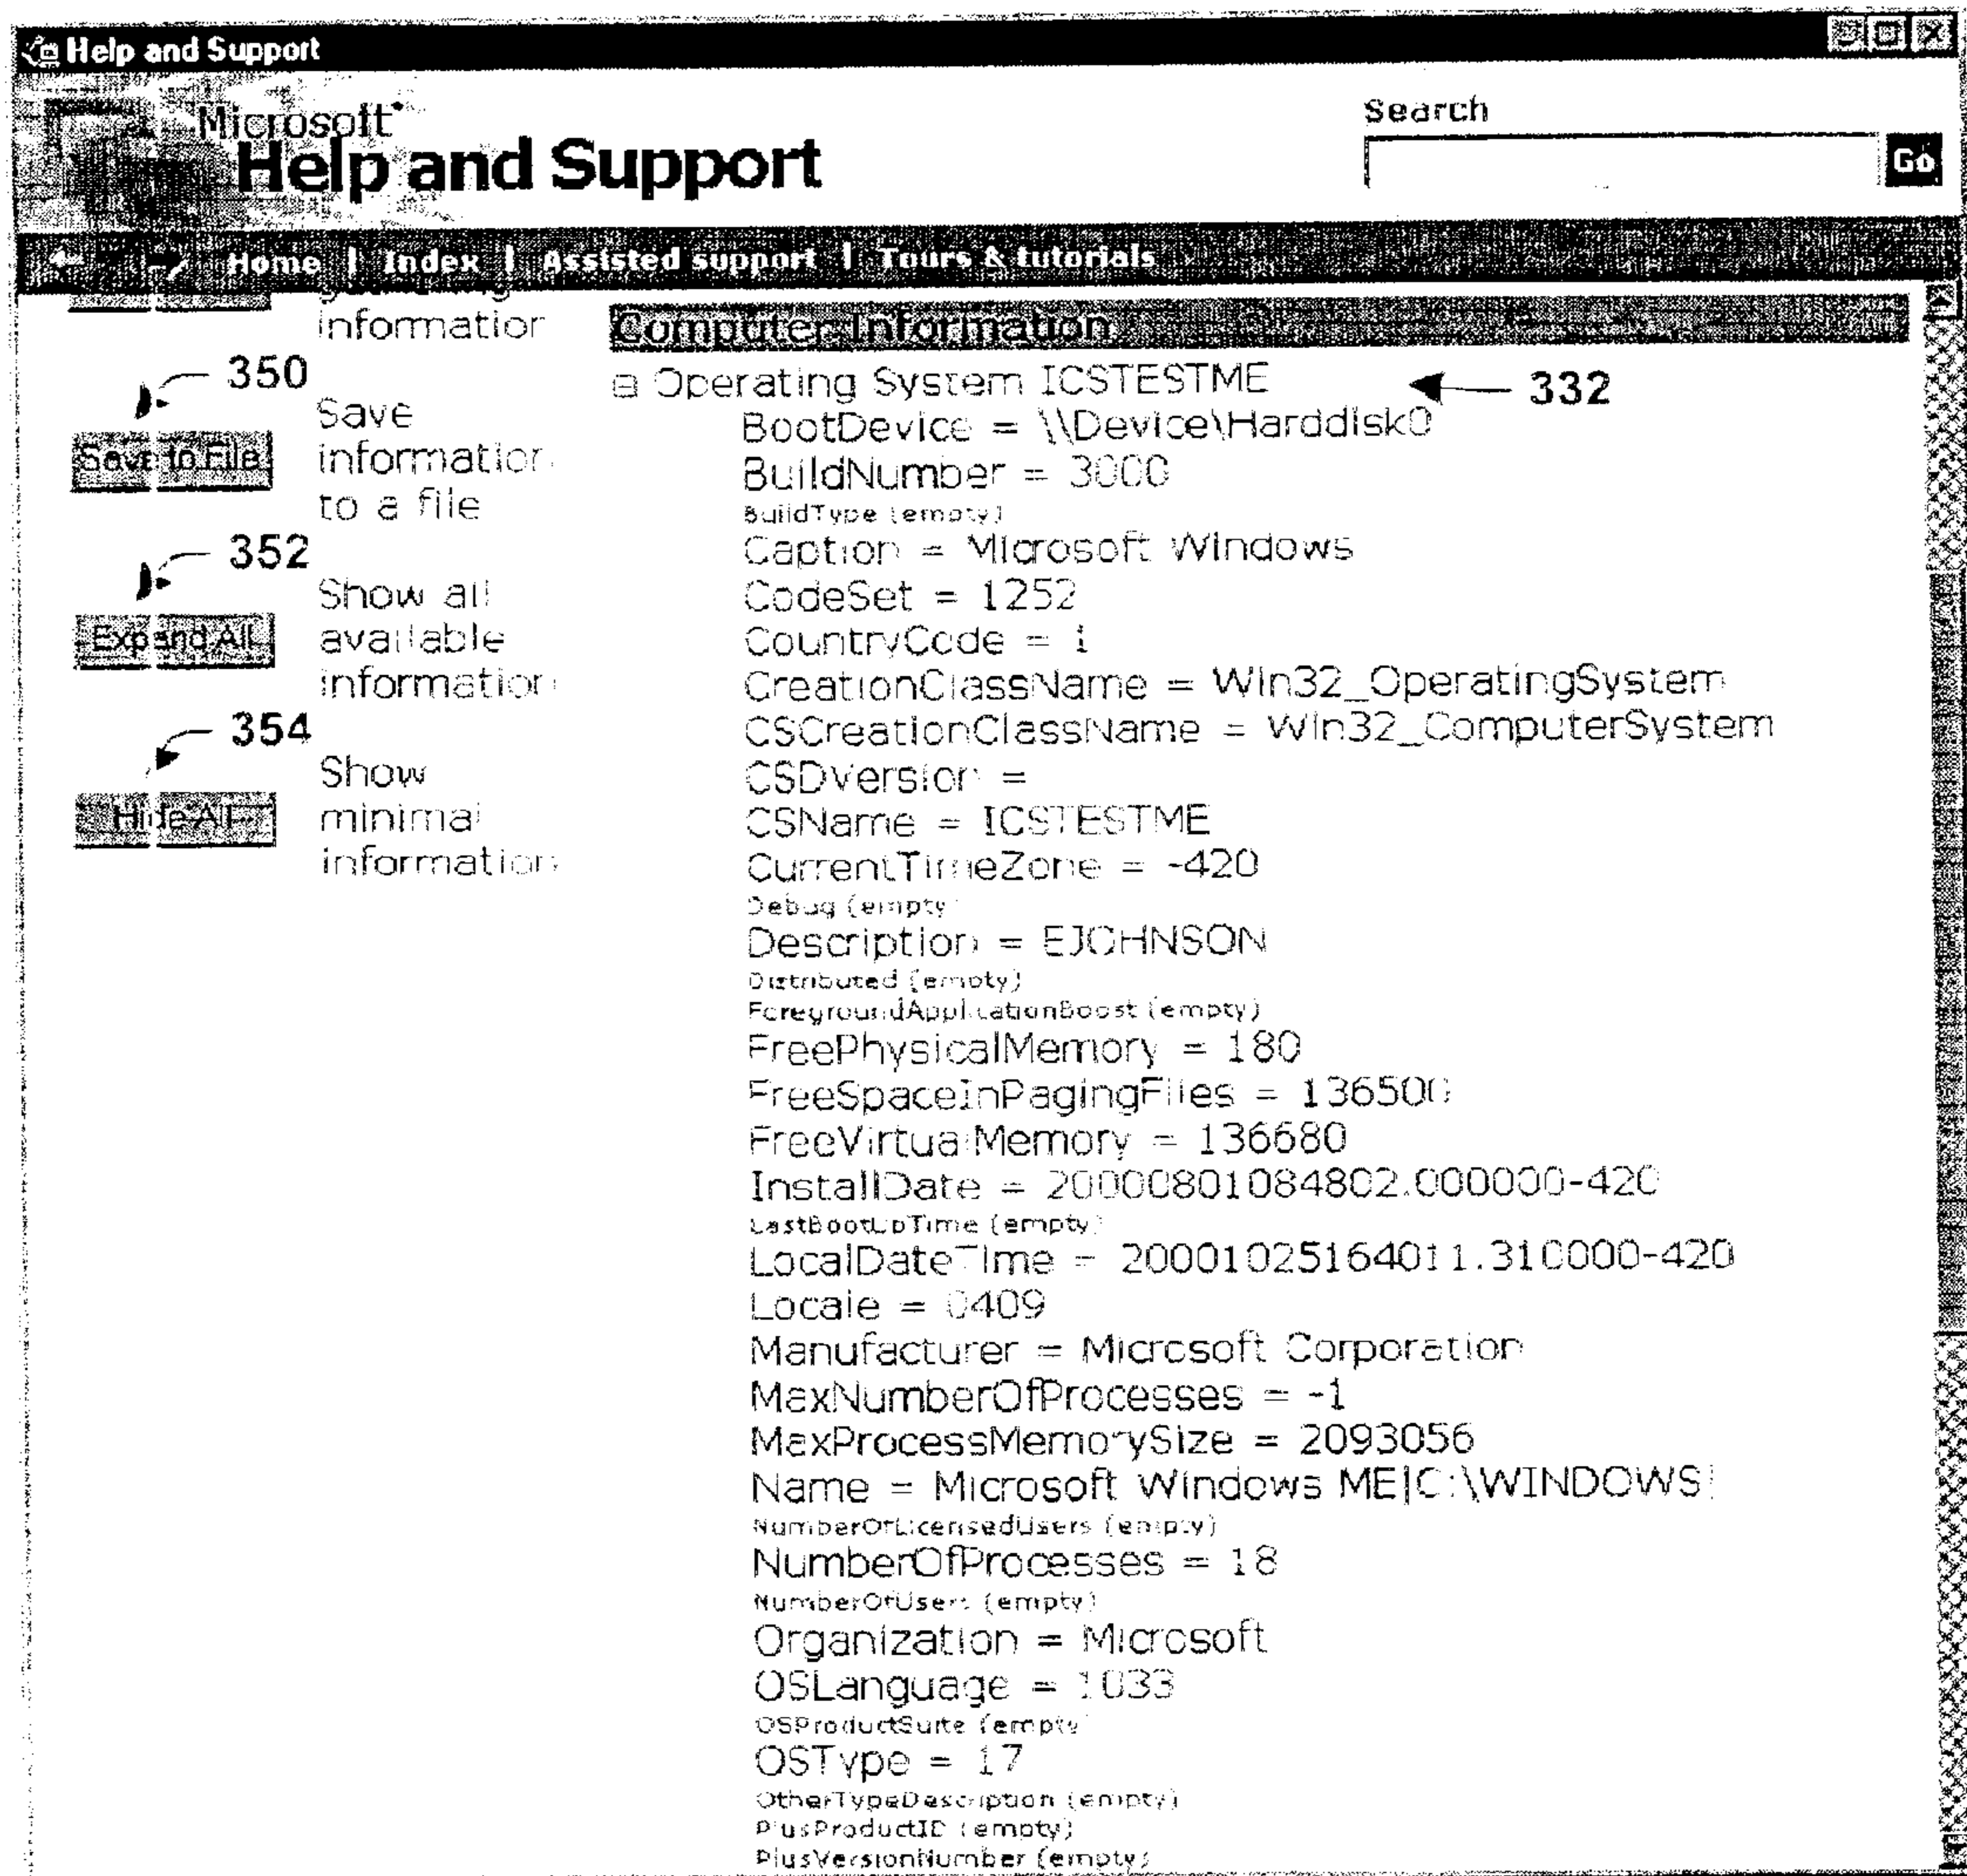 Help and Support
Microsoft
Help and Support
Search
Go
Home | Index | Assisted support | Tours & tutorials
information
350
Save to File
Save
information
to a file
352
Expand All
Show all
available
information
354
Hide All
Show
minimal
information
Computer Information
Operating System ICSTESTME
332
BootDevice = \\Device\Harddisk0
BuildNumber = 3000
BuildType (empty)
Caption = Microsoft Windows
CodeSet = 1252
CountryCode = 1
CreationClassName = Win32_OperatingSystem
CSCreationClassName = Win32_ComputerSystem
CSDVersion =
CSName = ICSTESTME
CurrentTimeZone = -420
Debug (empty)
Description = EJOHNSON
Distributed (empty)
ForegroundApplicationBoost (empty)
FreePhysicalMemory = 180
FreeSpaceInPagingFiles = 136500
FreeVirtualMemory = 136680
InstallDate = 20000801084802.000000-420
LastBootUpTime (empty)
LocalDateTime = 20001025164011.310000-420
Locale = 0409
Manufacturer = Microsoft Corporation
MaxNumberOfProcesses = -1
MaxProcessMemorySize = 2093056
Name = Microsoft Windows ME|C:\WINDOWS|
NumberOfLicensedUsers (empty)
NumberOfProcesses = 18
NumberOfUsers (empty)
Organization = Microsoft
OSLanguage = 1033
OSProductSuite (empty)
OSType = 17
OtherTypeDescription (empty)
PlusProductID (empty)
PlusVersionNumber (empty)